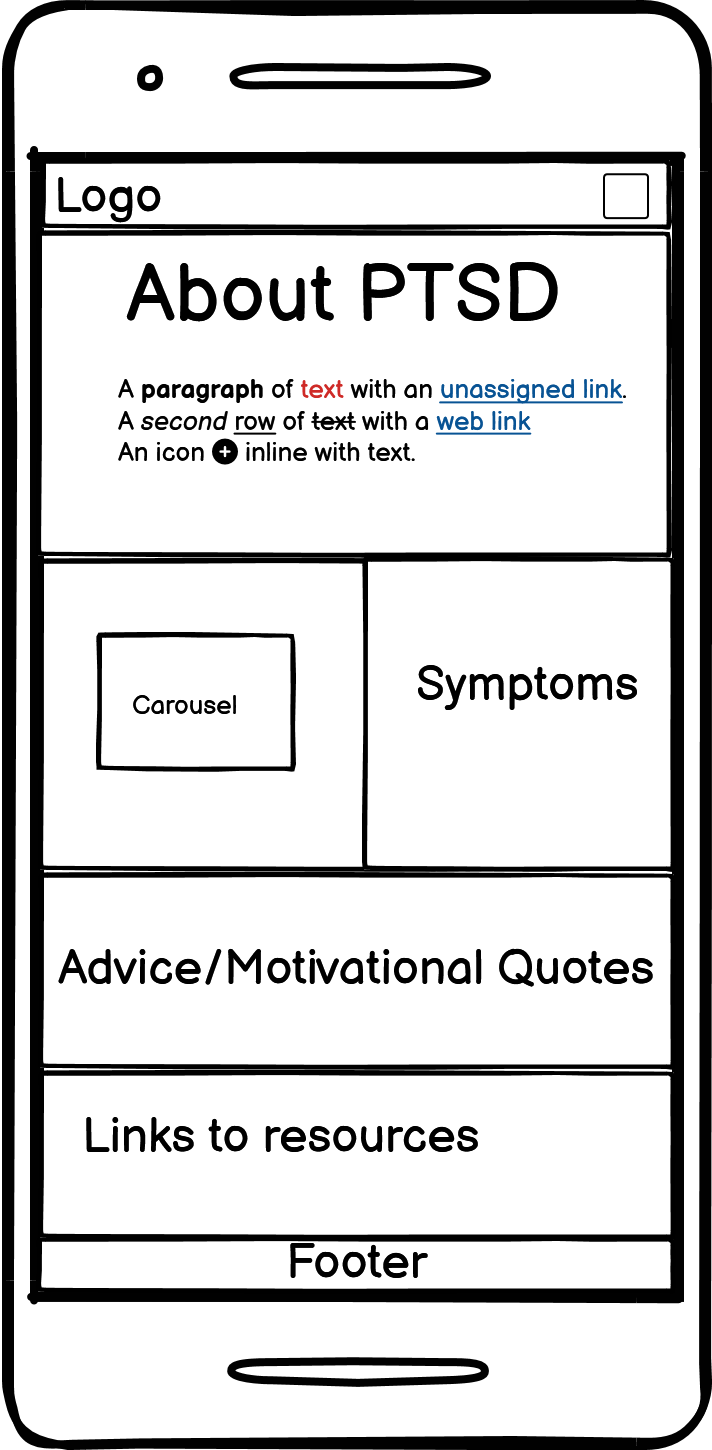 Logo
About PTSD
A paragraph of text with an unassigned link.
A second row of text with a web link
An icon + inline with text.
Carousel
Symptoms
Advice/Motivational Quotes
Links to resources
Footer